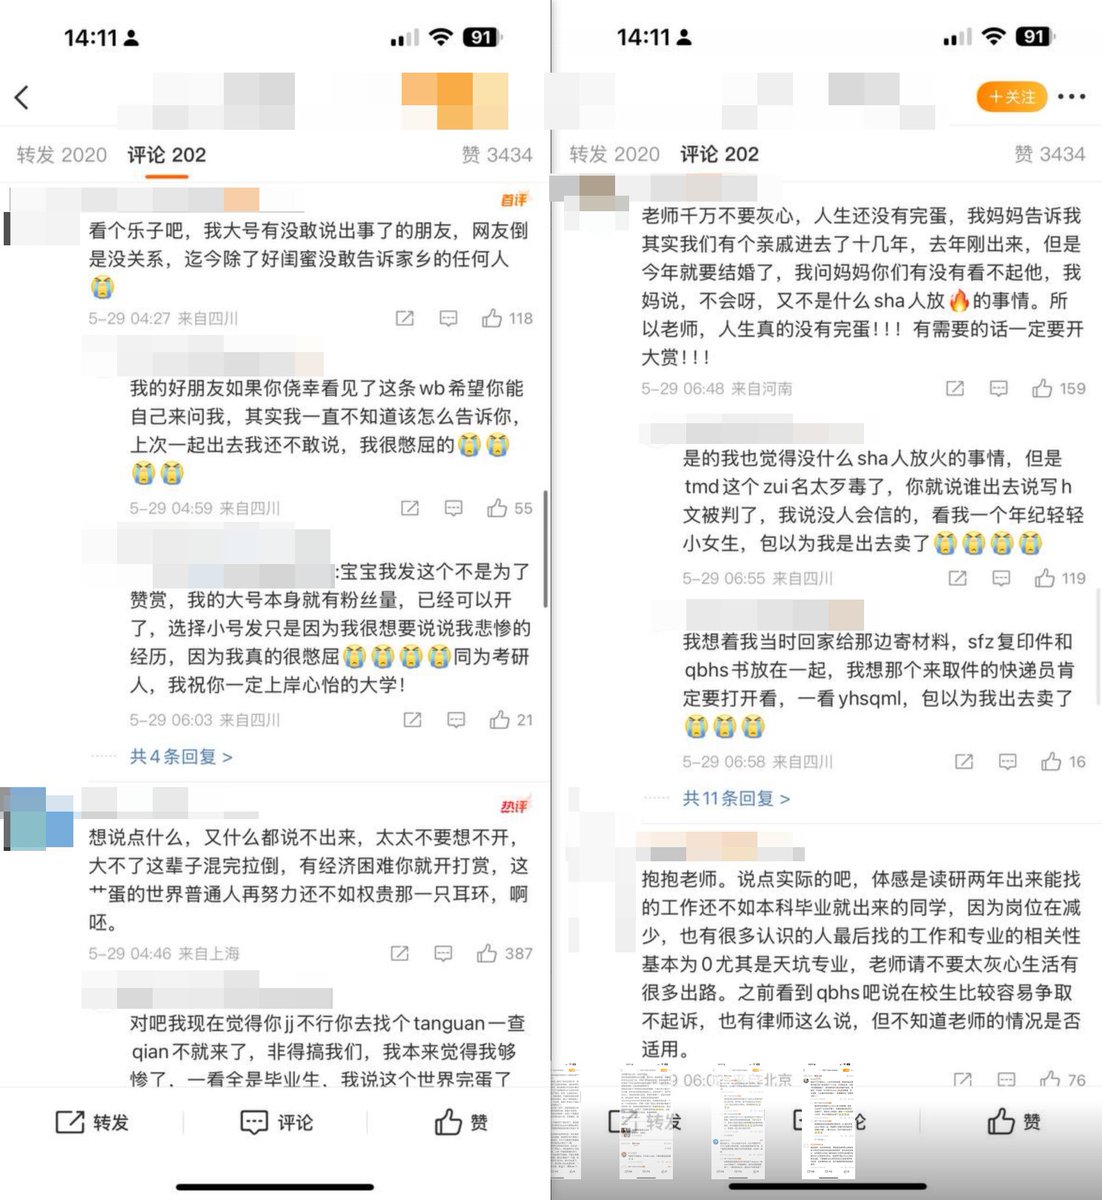 14:11
91
转发 2020
评论 202
赞 3434
首评
看个乐子吧，我大号有没敢说出事了的朋友，网友倒
是没关系，迄今除了好闺蜜没敢告诉家乡的任何人
😭
5-29 04:27 来自四川
118
我的好朋友如果你侥幸看见了这条wb希望你能
自己来问我，其实我一直不知道该怎么告诉你，
上次一起出去我还不敢说，我很憋屈的😭😭
😭😭
5-29 04:59 来自四川
55
:宝宝我发这个不是为了
赞赏，我的大号本身就有粉丝量，已经可以开
了，选择小号发只是因为我很想要说说我悲惨的
经历，因为我真的很憋屈😭😭😭😭同为考研
人，我祝你一定上岸心怡的大学！
5-29 06:03 来自四川
21
共4条回复 >
热评
想说点什么，又什么都说不出来，太太不要想不开，
大不了这辈子混完拉倒，有经济困难你就开打赏，这
艹蛋的世界普通人再努力还不如权贵那一只耳环，啊
呸。
5-29 04:46 来自上海
387
对吧我现在觉得你jj不行你去找个tanguan一查
qian不就来了，非得搞我们，我本来觉得我够
惨了，一看全是毕业生，我说这个世界完蛋了
转发
评论
赞
14:11
91
+关注
转发 2020
评论 202
赞 3434
老师千万不要灰心，人生还没有完蛋，我妈妈告诉我
其实我们有个亲戚进去了十几年，去年刚出来，但是
今年就要结婚了，我问妈妈你们有没有看不起他，我
妈说，不会呀，又不是什么sha人放🔥的事情。所
以老师，人生真的没有完蛋！！！有需要的话一定要开
大赏！！！
5-29 06:48 来自河南
159
是的我也觉得没什么sha人放火的事情，但是
tmd这个zui名太歹毒了，你就说谁出去说写h
文被判了，我说没人会信的，看我一个年纪轻轻
小女生，包以为我是出去卖了😭😭😭😭
5-29 06:55 来自四川
119
我想着我当时回家给那边寄材料，sfz复印件和
qbhs书放在一起，我想那个来取件的快递员肯
定要打开看，一看yhsqml，包以为我出去卖了
😭😭😭
5-29 06:58 来自四川
16
共11条回复 >
抱抱老师。说点实际的吧，体感是读研两年出来能找
的工作还不如本科毕业就出来的同学，因为岗位在减
少，也有很多认识的人最后找的工作和专业的相关性
基本为0尤其是天坑专业，老师请不要太灰心生活有
很多出路。之前看到qbhs吧说在校生比较容易争取
不起诉，也有律师这么说，但不知道老师的情况是否
适用。
北京
76
转发
论
赞